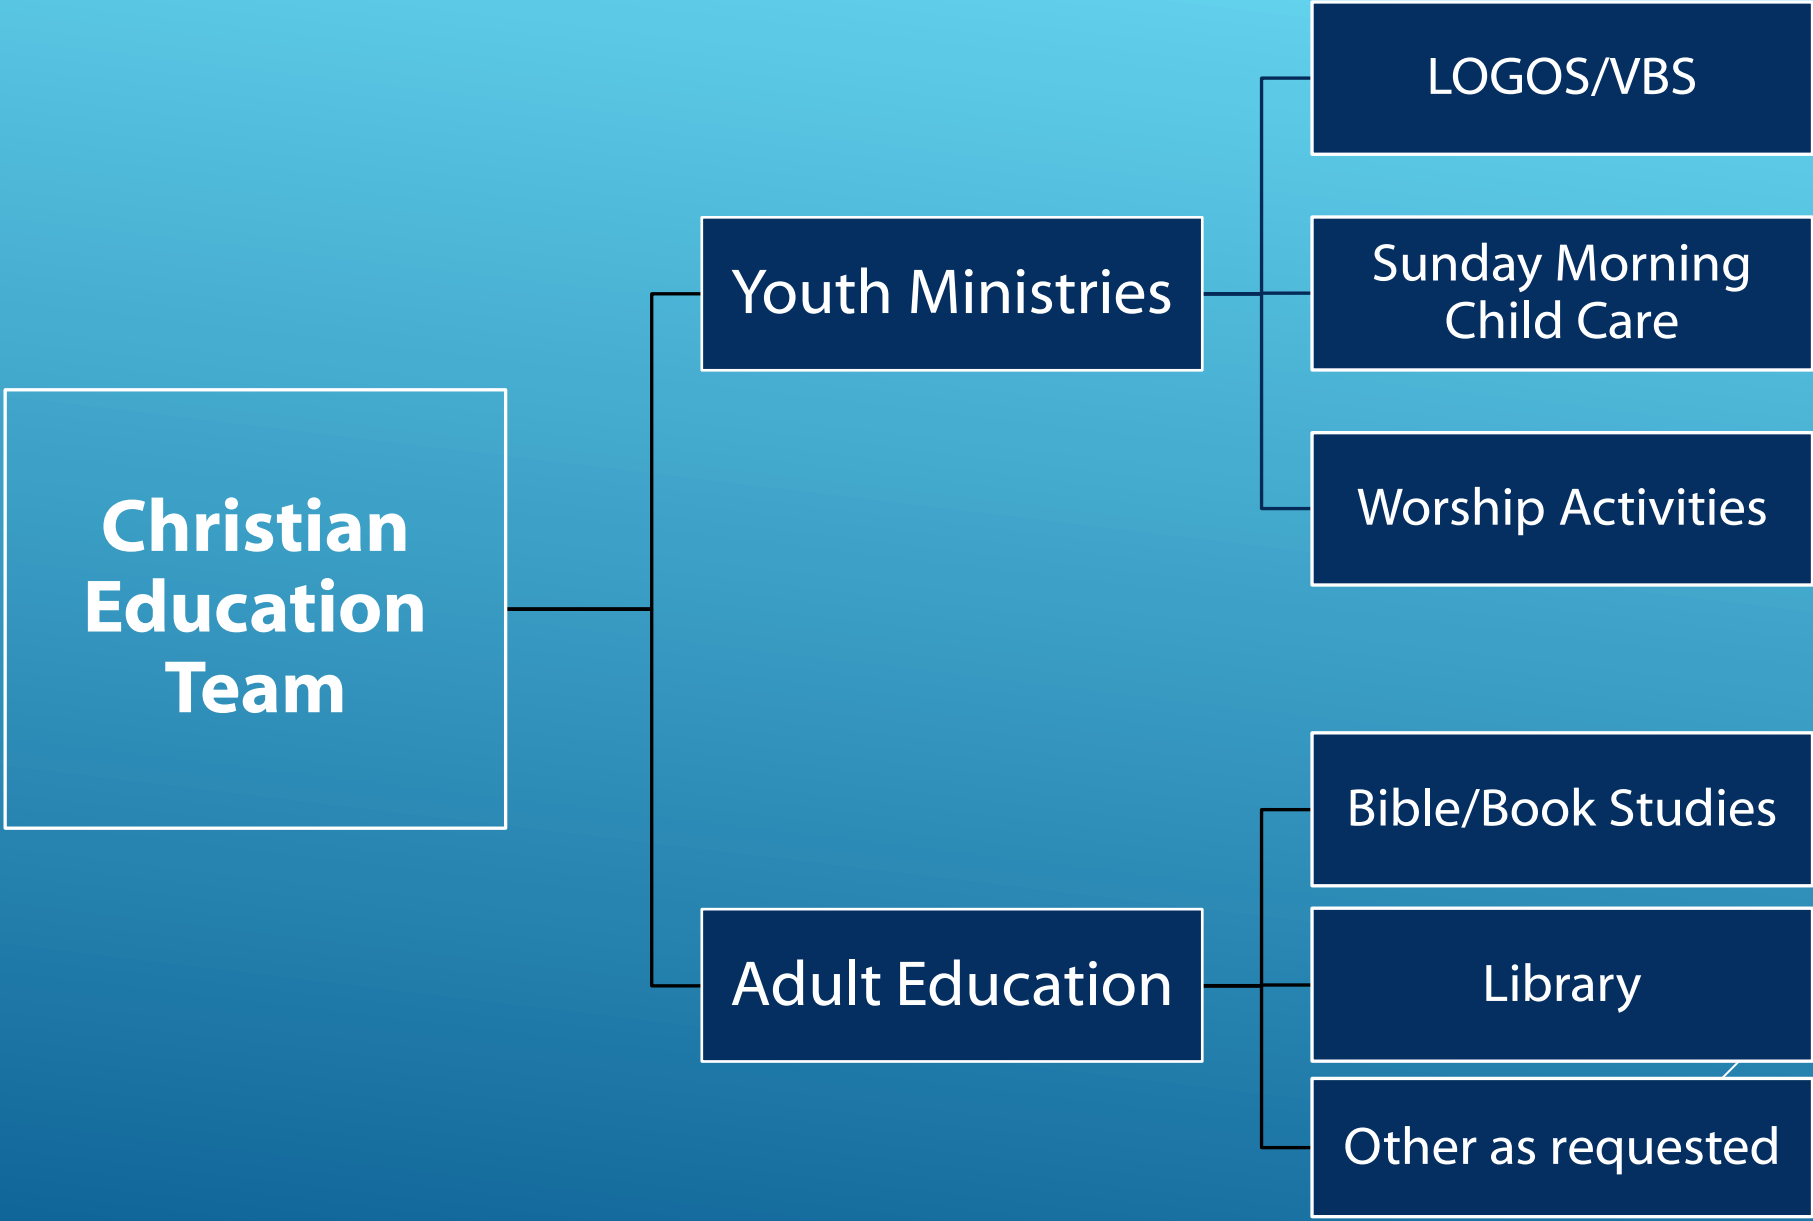 Christian
Education
Team
Youth Ministries
LOGOS/VBS
Sunday Morning
Child Care
Worship Activities
Adult Education
Bible/Book Studies
Library
Other as requested